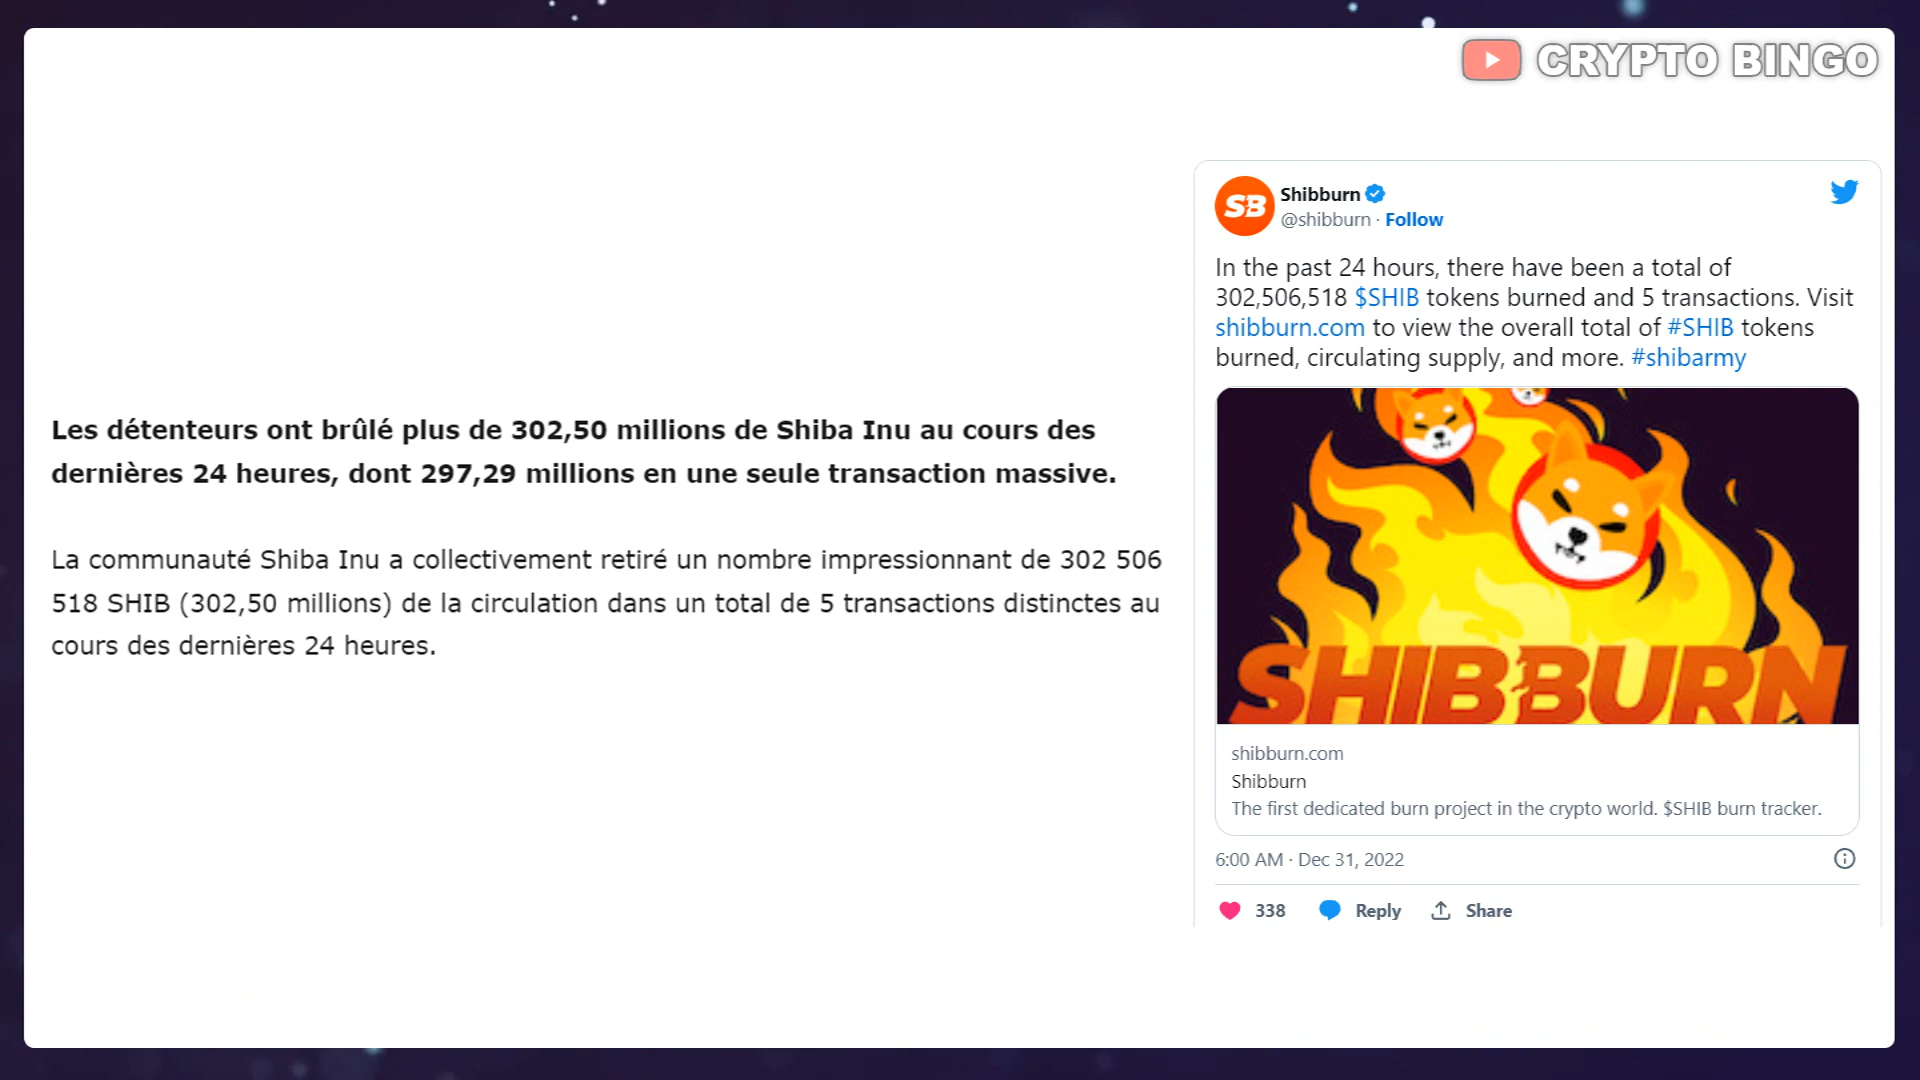 CRYPTO BINGO
Les détenteurs ont brûlé plus de 302,50 millions de Shiba Inu au cours des
dernières 24 heures, dont 297,29 millions en une seule transaction massive.
La communauté Shiba Inu a collectivement retiré un nombre impressionnant de 302 506
518 SHIB (302,50 millions) de la circulation dans un total de 5 transactions distinctes au
cours des dernières 24 heures.
SB
Shibburn
@shibburn · Follow
In the past 24 hours, there have been a total of
302,506,518 $SHIB tokens burned and 5 transactions. Visit
shibburn.com to view the overall total of #SHIB tokens
burned, circulating supply, and more. #shibarmy
SHIBBURN
shibburn.com
Shibburn
The first dedicated burn project in the crypto world. $SHIB burn tracker.
6:00 AM · Dec 31, 2022
338 Reply Share